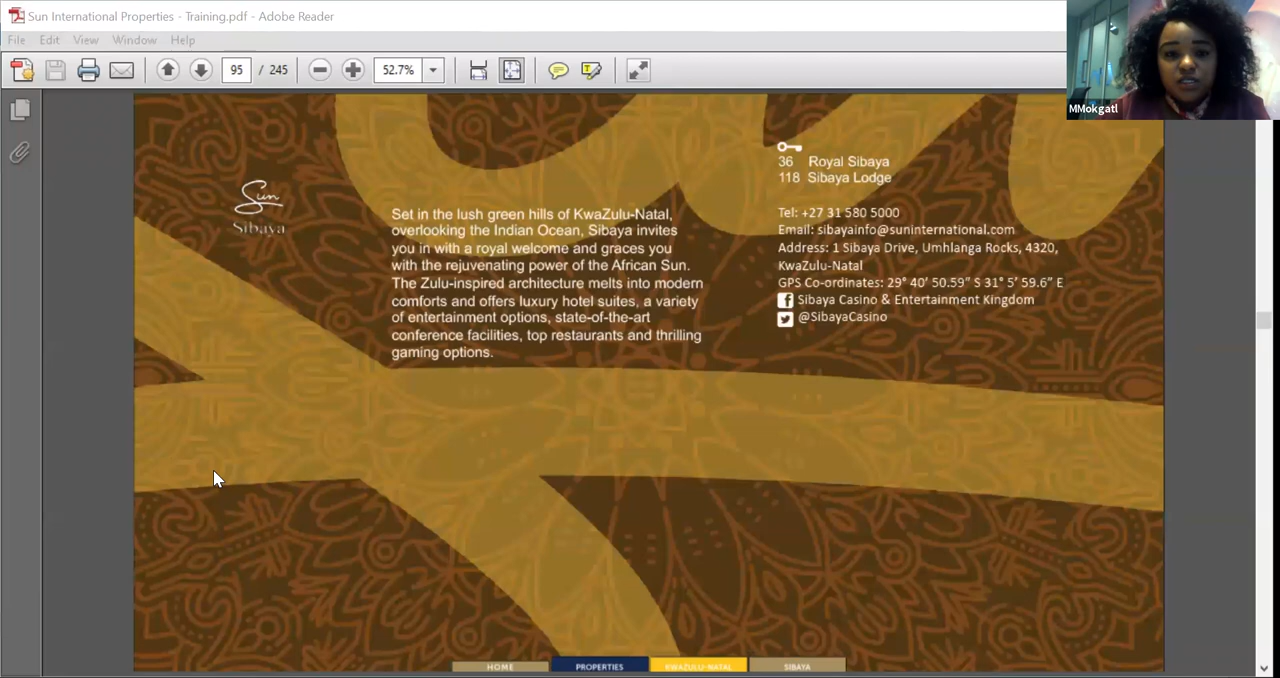 Sun International Properties - Training.pdf - Adobe Reader
File Edit View Window Help
95 / 245 52.7%
MMokgatl
Sun
Sibaya
Set in the lush green hills of KwaZulu-Natal,
overlooking the Indian Ocean, Sibaya invites
you in with a royal welcome and graces you
with the rejuvenating power of the African Sun.
The Zulu-inspired architecture melts into modern
comforts and offers luxury hotel suites, a variety
of entertainment options, state-of-the-art
conference facilities, top restaurants and thrilling
gaming options.
36 Royal Sibaya
118 Sibaya Lodge
Tel: +27 31 580 5000
Email: sibayainfo@suninternational.com
Address: 1 Sibaya Drive, Umhlanga Rocks, 4320,
KwaZulu-Natal
GPS Co-ordinates: 29° 40' 50.59" S 31° 5' 59.6" E
Sibaya Casino & Entertainment Kingdom
@SibayaCasino
HOME PROPERTIES KWAZULU-NATAL SIBAYA